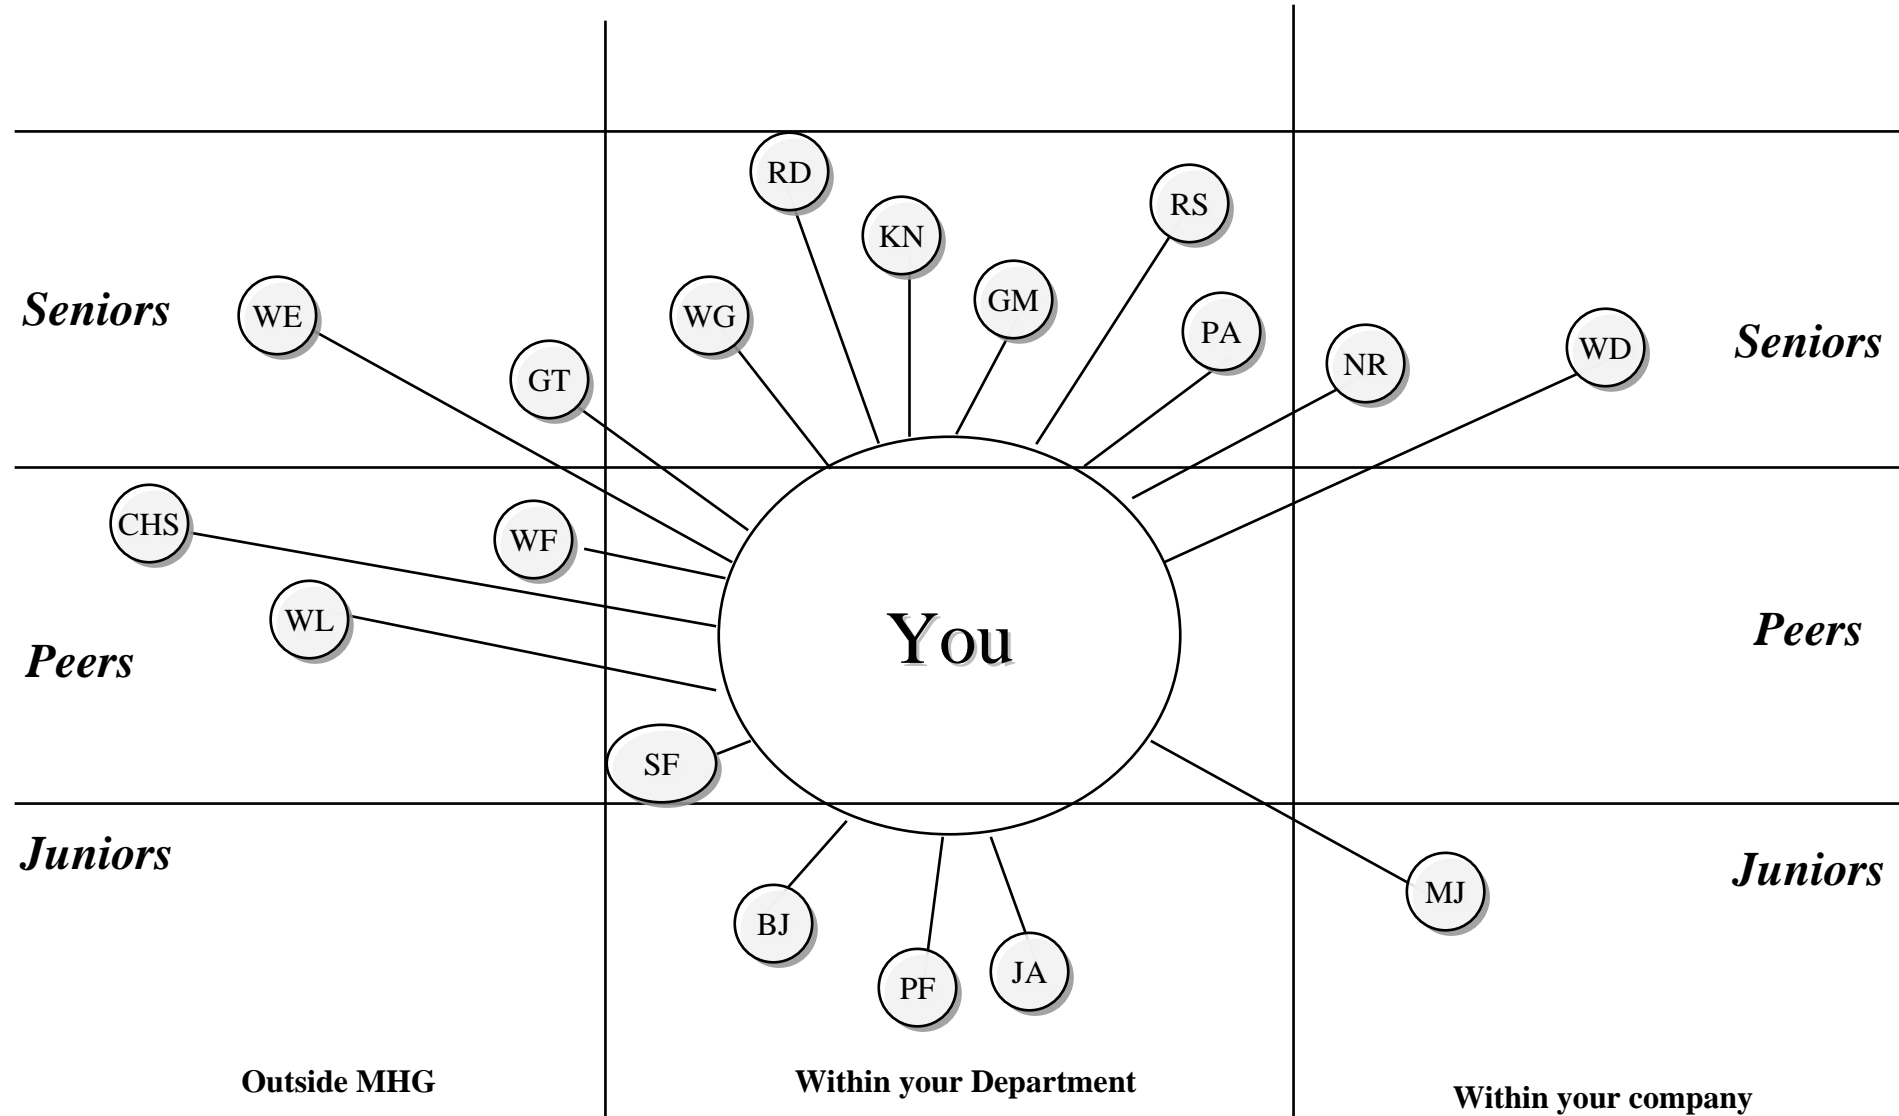 RD
RS
KN
GM
Seniors
WE
WG
PA
WD
Seniors
NR
GT
CHS
WF
WL
You
Peers
Peers
SF
Juniors
Juniors
MJ
BJ
PF
JA
Outside MHG
Within your Department
Within your company